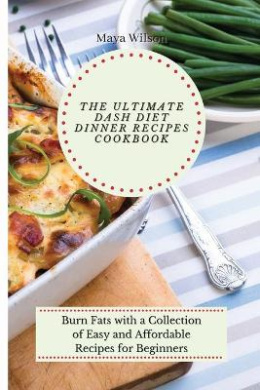 Maya Wilson
THE ULTIMATE
DASH DIET
DINNER RECIPES
COOKBOOK
Burn Fats with a Collection
of Easy and Affordable
Recipes for Beginners